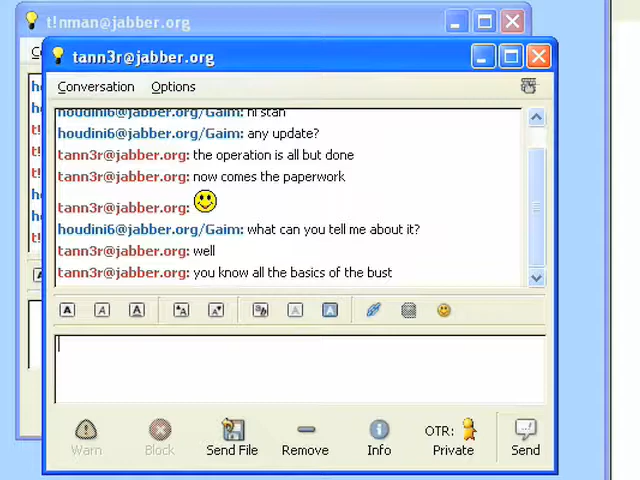 t!nman@jabber.org
tann3r@jabber.org
Conversation Options
houdini6@jabber.org/Gaim: hi stan
houdini6@jabber.org/Gaim: any update?
tann3r@jabber.org: the operation is all but done
tann3r@jabber.org: now comes the paperwork
tann3r@jabber.org:
houdini6@jabber.org/Gaim: what can you tell me about it?
tann3r@jabber.org: well
tann3r@jabber.org: you know all the basics of the bust
Warn Block Send File Remove Info OTR: Private Send